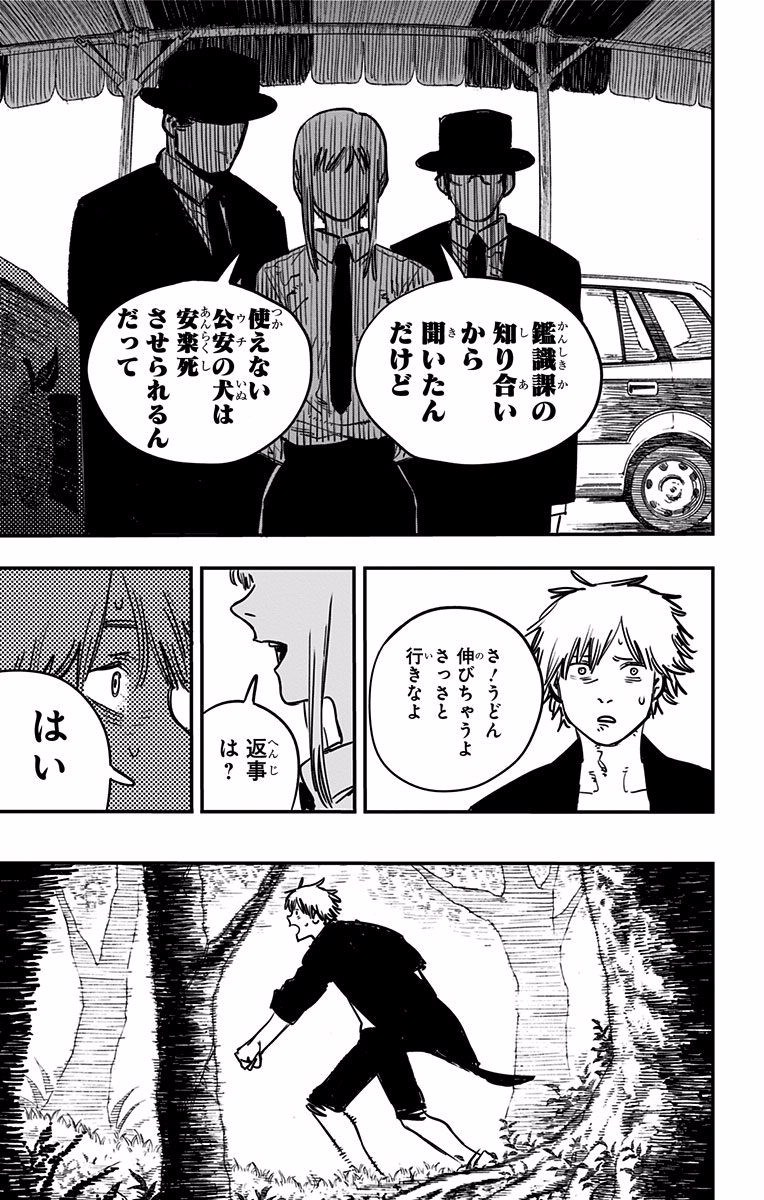 鑑識課の
知り合い
から
聞いたん
だけど
使えない
公安の犬は
安楽死
させられるん
だって
さ！うどん
伸びちゃうよ
さっさと
行きなよ
返事
は？
はい